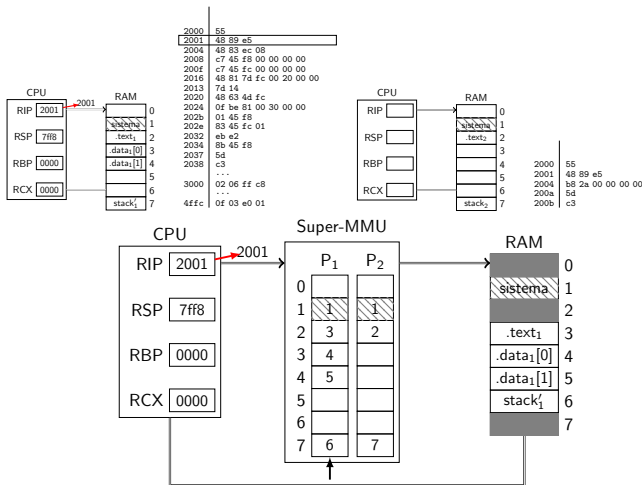 2000 55
2001 48 89 e5
2004 48 83 ec 08
2008 c7 45 f8 00 00 00 00
200f c7 45 fc 00 00 00 00
2016 48 81 7d fc 00 20 00 00
2013 7d 14
2020 48 63 4d fc
2024 0f be 81 00 30 00 00
202b 01 45 f8
202e 83 45 fc 01
2032 eb e2
2034 8b 45 f8
2037 5d
2038 c3
...
3000 02 06 ff c8
...
4ffc 0f 03 e0 01
CPU
RIP 2001
2001
RSP 7ff8
RBP 0000
RCX 0000
RAM
0
sistema 1
.text₁ 2
.data₁[0] 3
.data₁[1] 4
5
6
stack′₁ 7
CPU
RIP
RSP
RBP
RCX
RAM
0
sistema 1
.text₂ 2
3
4
5
6
stack₂ 7
2000 55
2001 48 89 e5
2004 b8 2a 00 00 00 00
200a 5d
200b c3
CPU
RIP 2001
2001
RSP 7ff8
RBP 0000
RCX 0000
Super-MMU
P₁ P₂
0
1 1 1
2 3 2
3 4
4 5
5
6
7 6 7
RAM
0
sistema 1
2
.text₁ 3
.data₁[0] 4
.data₁[1] 5
stack′₁ 6
7